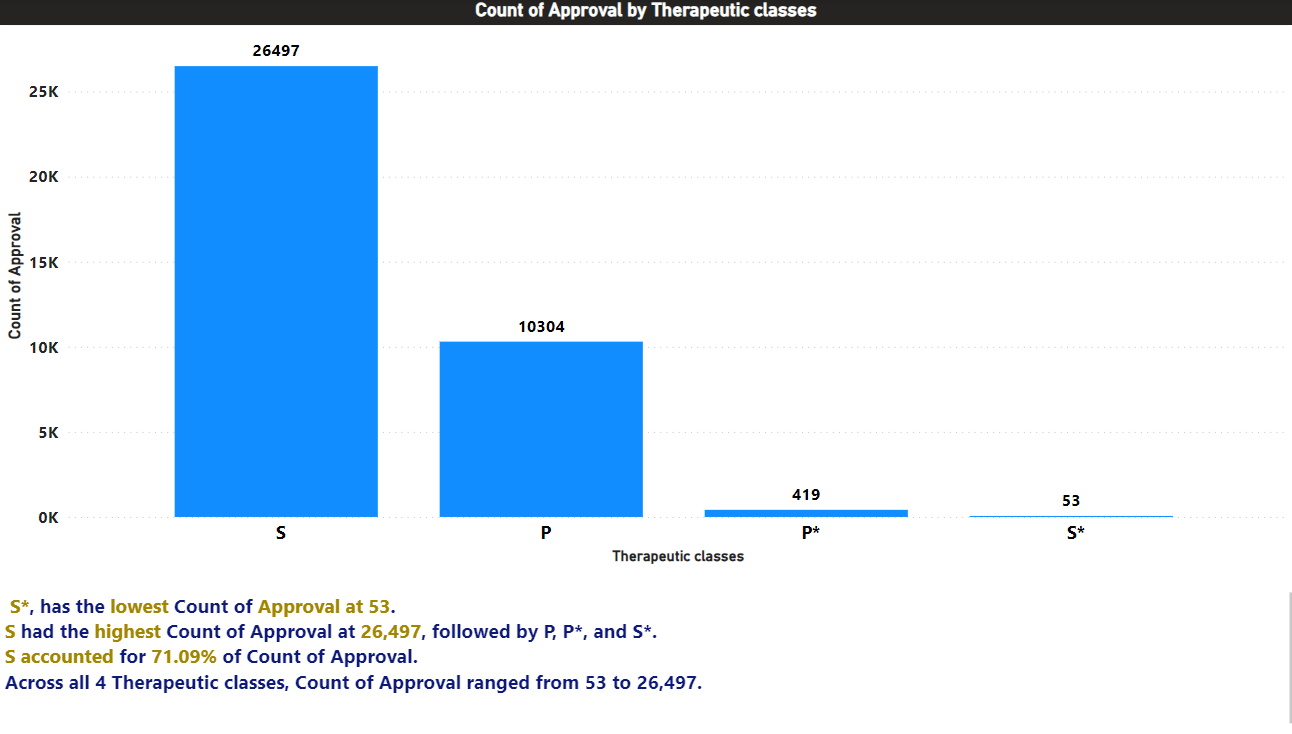 Count of Approval by Therapeutic classes
26497
25K
20K
15K
10304
10K
5K
419
53
0K
Count of Approval
S P P* S*
Therapeutic classes
S*, has the lowest Count of Approval at 53.
S had the highest Count of Approval at 26,497, followed by P, P*, and S*.
S accounted for 71.09% of Count of Approval.
Across all 4 Therapeutic classes, Count of Approval ranged from 53 to 26,497.